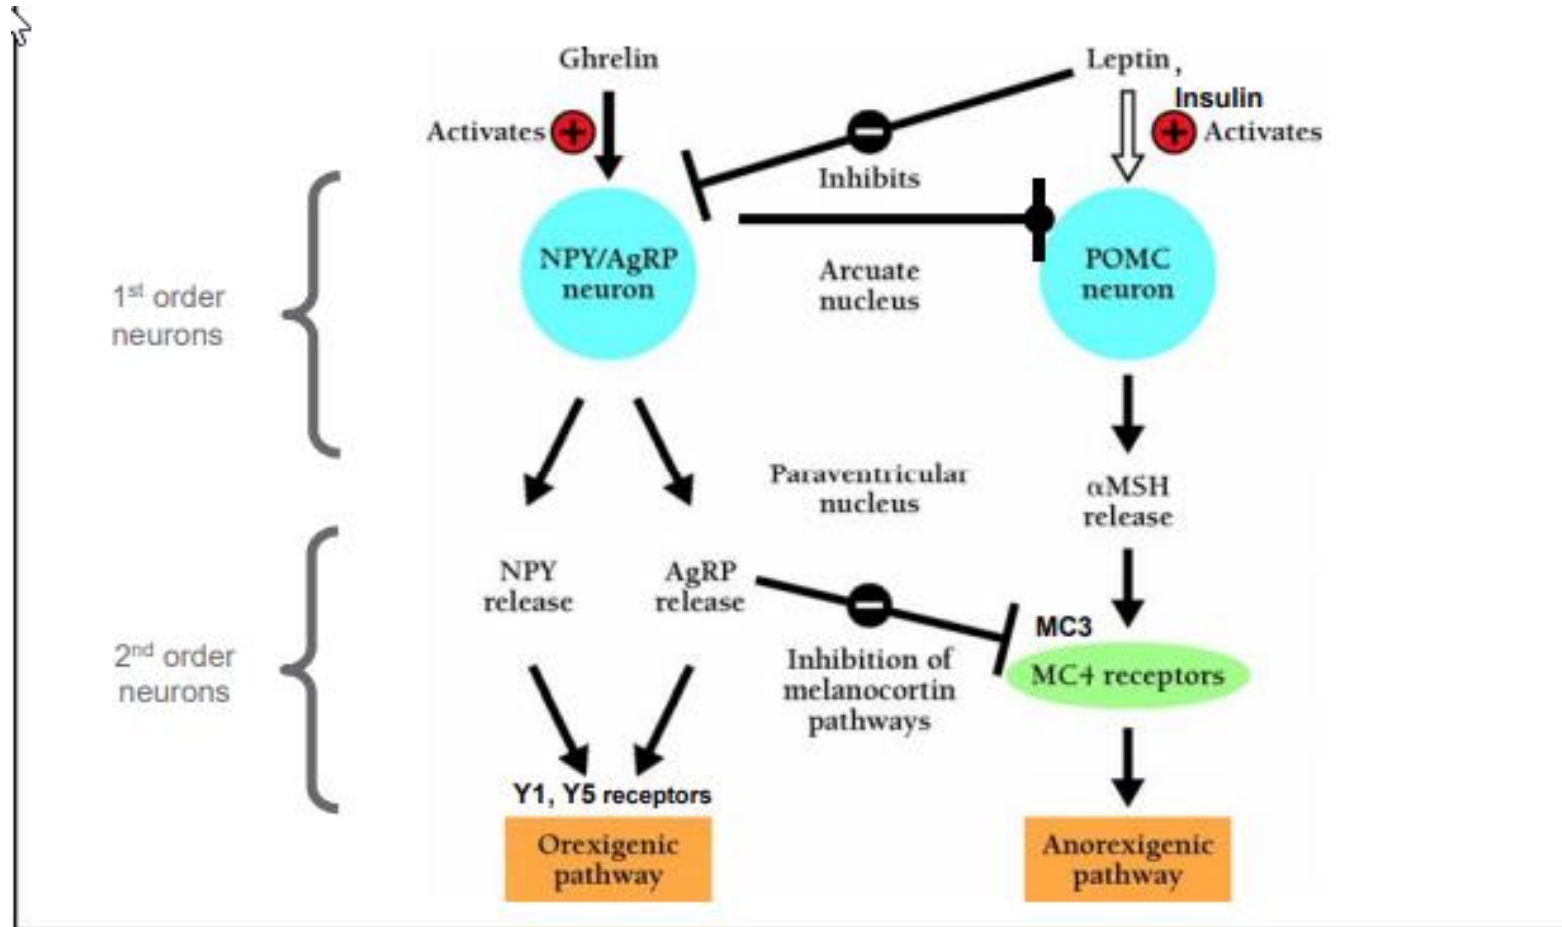 Ghrelin
Leptin,
Insulin
Activates
Activates
Inhibits
NPY/AgRP
neuron
Arcuate
nucleus
POMC
neuron
1st order
neurons
Paraventricular
nucleus
αMSH
release
NPY
release
AgRP
release
MC3
MC4 receptors
Inhibition of
melanocortin
pathways
2nd order
neurons
Y1, Y5 receptors
Orexigenic
pathway
Anorexigenic
pathway